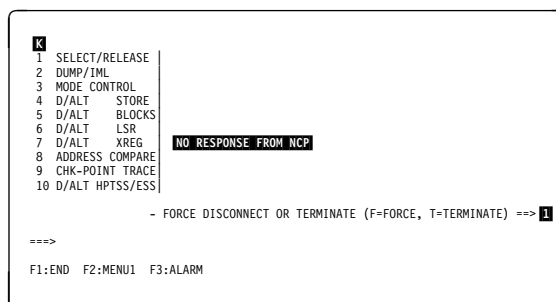 K
1 SELECT/RELEASE
2 DUMP/IML
3 MODE CONTROL
4 D/ALT STORE
5 D/ALT BLOCKS
6 D/ALT LSR
7 D/ALT XREG NO RESPONSE FROM NCP
8 ADDRESS COMPARE
9 CHK-POINT TRACE
10 D/ALT HPTSS/ESS
- FORCE DISCONNECT OR TERMINATE (F=FORCE, T=TERMINATE) ==> 1
===>
F1:END F2:MENU1 F3:ALARM